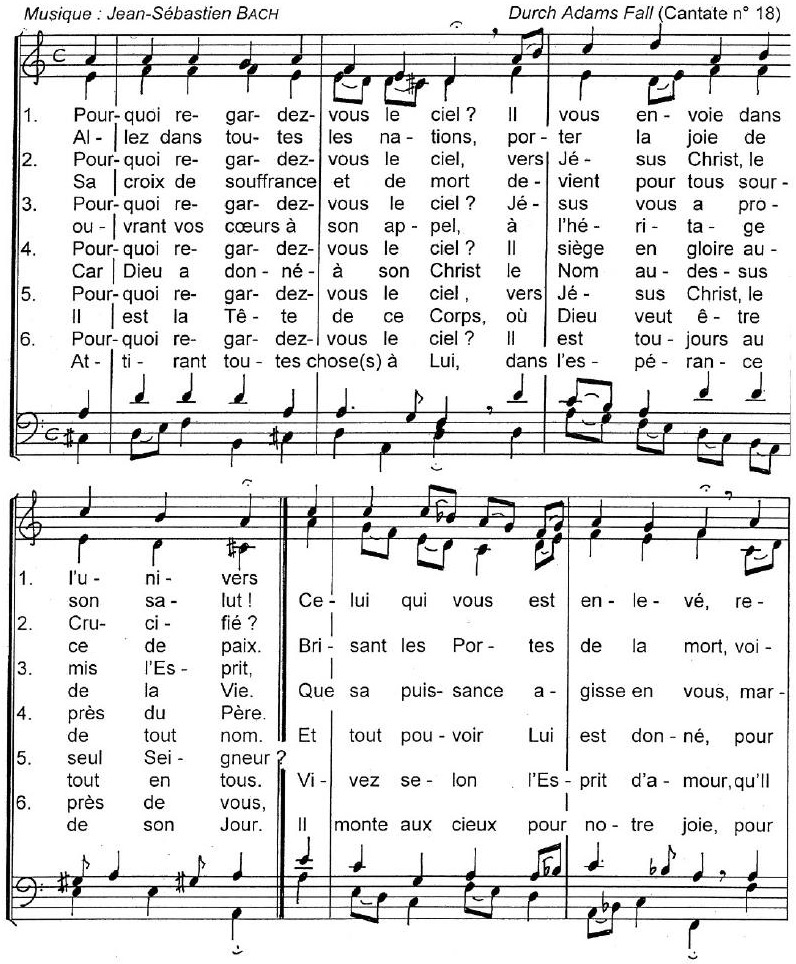 Musique : Jean-Sébastien BACH Durch Adams Fall (Cantate n° 18)
1. Pour-quoi re- gar- dez- vous le ciel ? Il vous en- voie dans
Al - lez dans tou- tes les na - tions, por - ter la joie de
2. Pour-quoi re- gar- dez- vous le ciel, vers Jé - sus Christ, le
Sa croix de souffrance et de mort de - vient pour tous sour -
3. Pour-quoi re- gar- dez- vous le ciel ? Jé - sus vous a pro -
ou - vrant vos cœurs à son ap - pel, à l'hé - ri - ta - ge
4. Pour-quoi re- gar- dez- vous le ciel ? Il siège en gloire au -
Car Dieu a don - né - à son Christ le Nom au - des - sus
5. Pour-quoi re- gar- dez- vous le ciel , vers Jé - sus Christ, le
Il est la Tê - te de ce Corps, où Dieu veut ê - tre
6. Pour-quoi re- gar- dez- vous le ciel ? Il est tou - jours au
At - ti - rant tou - tes chose(s) à Lui, dans l'es - pé - ran - ce
1. l'u - ni - vers
son sa - lut ! Ce - lui qui vous est en - le - vé, re -
2. Cru - ci - fié ?
ce de paix. Bri - sant les Por - tes de la mort, voi -
3. mis l'Es - prit,
de la Vie. Que sa puis- sance a - gisse en vous, mar -
4. près du Père.
de tout nom. Et tout pou - voir Lui est don - né, pour
5. seul Sei - gneur ?
tout en tous. Vi - vez se - lon l'Es - prit d'a - mour, qu'Il
6. près de vous,
de son Jour. Il monte aux cieux pour no - tre joie, pour